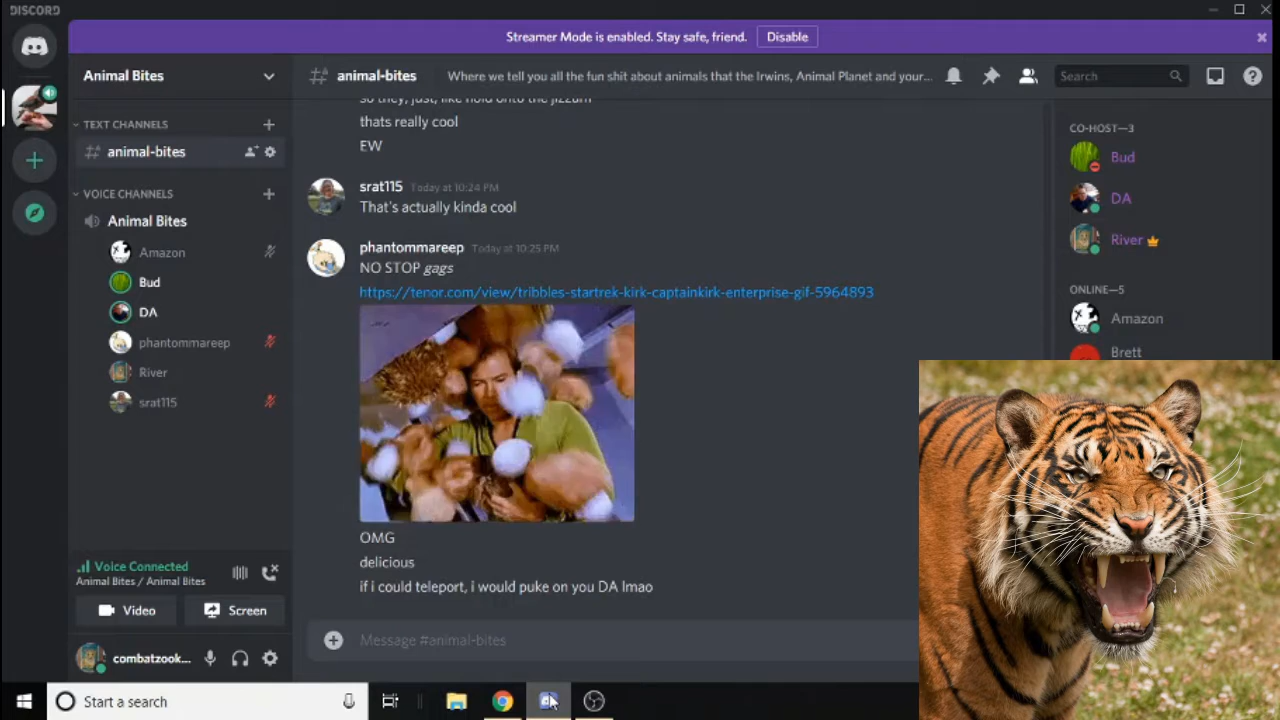 DISCORD
Streamer Mode is enabled. Stay safe, friend.
Disable
Animal Bites
animal-bites
Where we tell you all the fun shit about animals that the Irwins, Animal Planet and your...
Search
TEXT CHANNELS
animal-bites
VOICE CHANNELS
Animal Bites
Amazon
Bud
DA
phantommareep
River
srat115
Voice Connected
Animal Bites / Animal Bites
Video
Screen
combatzook...
so they, just, like hold onto the jizzum
thats really cool
EW
srat115 Today at 10:24 PM
That's actually kinda cool
phantommareep Today at 10:25 PM
NO STOP gags
https://tenor.com/view/tribbles-startrek-kirk-captainkirk-enterprise-gif-5964893
OMG
delicious
if i could teleport, i would puke on you DA lmao
Message #animal-bites
CO-HOST—3
Bud
DA
River
ONLINE—5
Amazon
Brett
Start a search